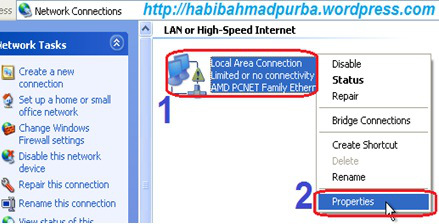 ess
Network Connections
http://habibahmadpurba.wordpress.com
Network Tasks
Create a new
connection
Set up a home or small
office network
Change Windows
Firewall settings
Disable this network
device
Repair this connection
Rename this connection
View status of this
LAN or High-Speed Internet
Local Area Connection
Limited or no connectivity
AMD PCNET Family Ethern
1
Disable
Status
Repair
Bridge Connections
Create Shortcut
Delete
Rename
2
Properties